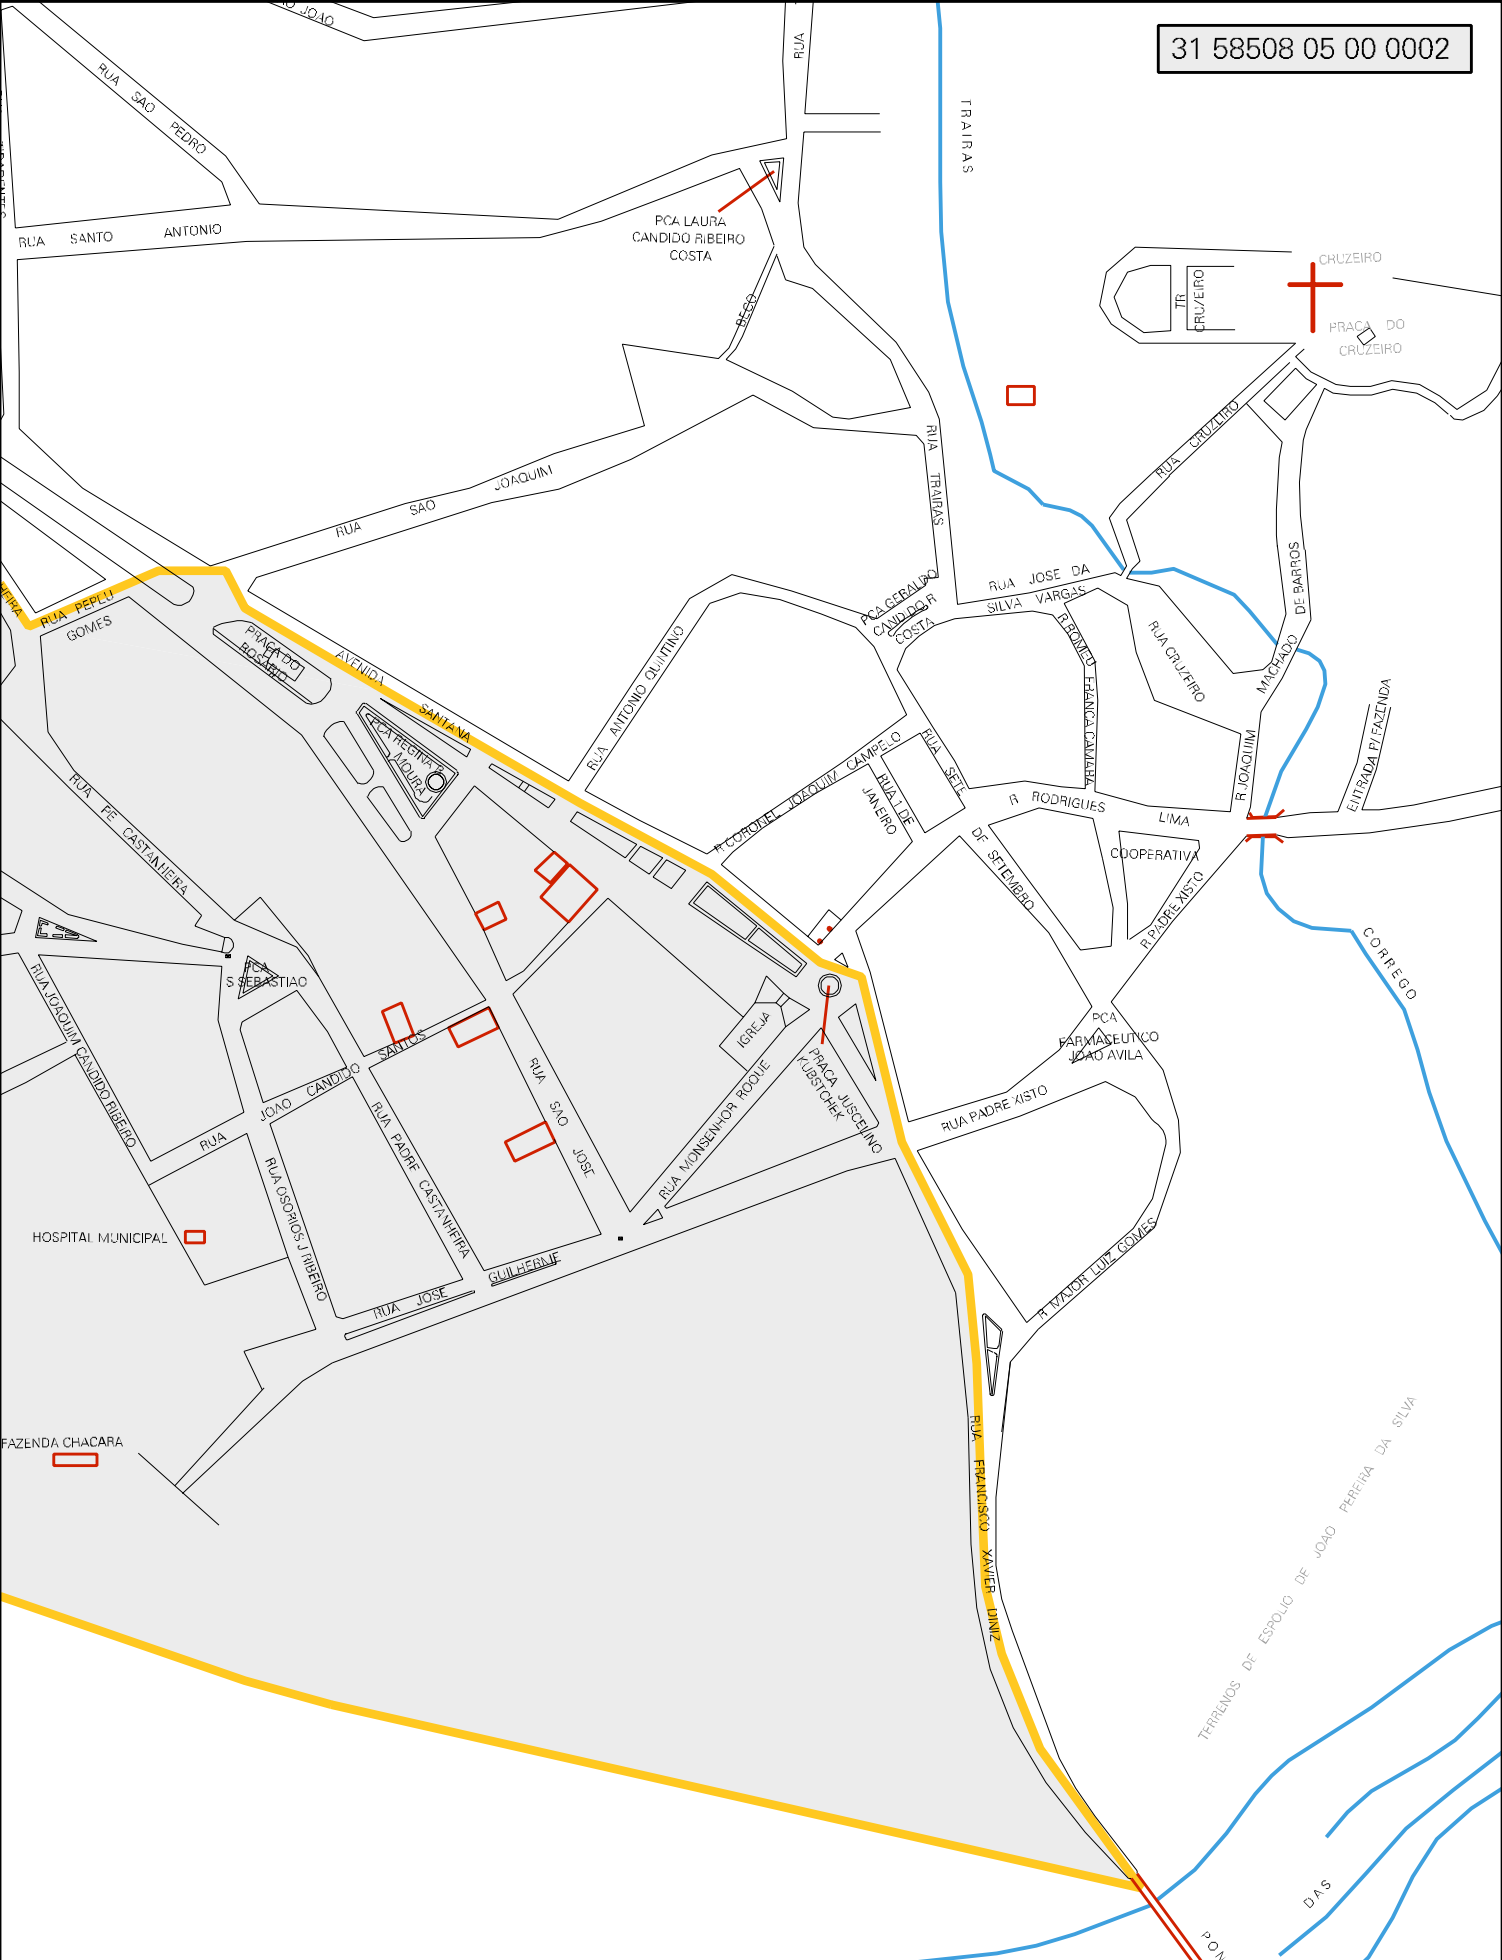 31 58508 05 00 0002
JOAO
RUA
RUA SAO PEDRO
TRAIRAS
RUA SANTO ANTONIO
PCA LAURA
CANDIDO RIBEIRO
COSTA
BECO
CRUZEIRO
TR
CRUZEIRO
PRACA DO
CRUZEIRO
RUA CRUZEIRO
RUA SAO JOAQUIM
RUA TRAIRAS
DE BARROS
MACHADO
R JOAQUIM
RUA JOSE DA
SILVA VARGAS
PCA GERALDO
CANDIDO R
COSTA
R ROMEU FRANCA CAMARA
RUA CRUZEIRO
RUA PEPLU
GOMES
PRACA DO
ROSARIO
AVENIDA SANTANA
RUA ANTONIO QUINTINO
PCA REGINA R
MOURA
R CORONEL JOAQUIM CAMPELO
RUA 1 DE
JANEIRO
RUA SETE
DE SETEMBRO
R RODRIGUES LIMA
ENTRADA P/ FAZENDA
COOPERATIVA
R PADRE XISTO
CORREGO
RUA PE CASTANHEIRA
PCA
S SEBASTIAO
RUA JOAQUIM CANDIDO RIBEIRO
RUA JOAO CANDIDO SANTOS
IGREJA
PRACA JUSCELINO
KUBSTCHEK
PCA
FARMACEUTICO
JOAO AVILA
RUA PADRE XISTO
RUA MONSENHOR ROQUE
RUA SAO JOSE
RUA PADRE CASTANHEIRA
RUA OSORIOS J RIBEIRO
HOSPITAL MUNICIPAL
RUA JOSE GUILHERME
R MAJOR LUIZ GOMES
FAZENDA CHACARA
RUA FRANCISCO XAVIER DINIZ
TERRENOS DE ESPOLIO DE JOAO PEREIRA DA SILVA
DAS